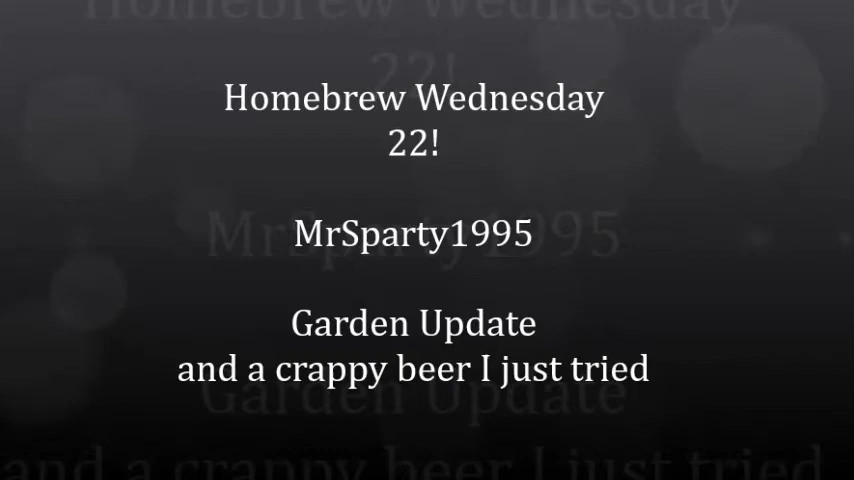 Homebrew Wednesday
22!
MrSparty1995
Garden Update
and a crappy beer I just tried